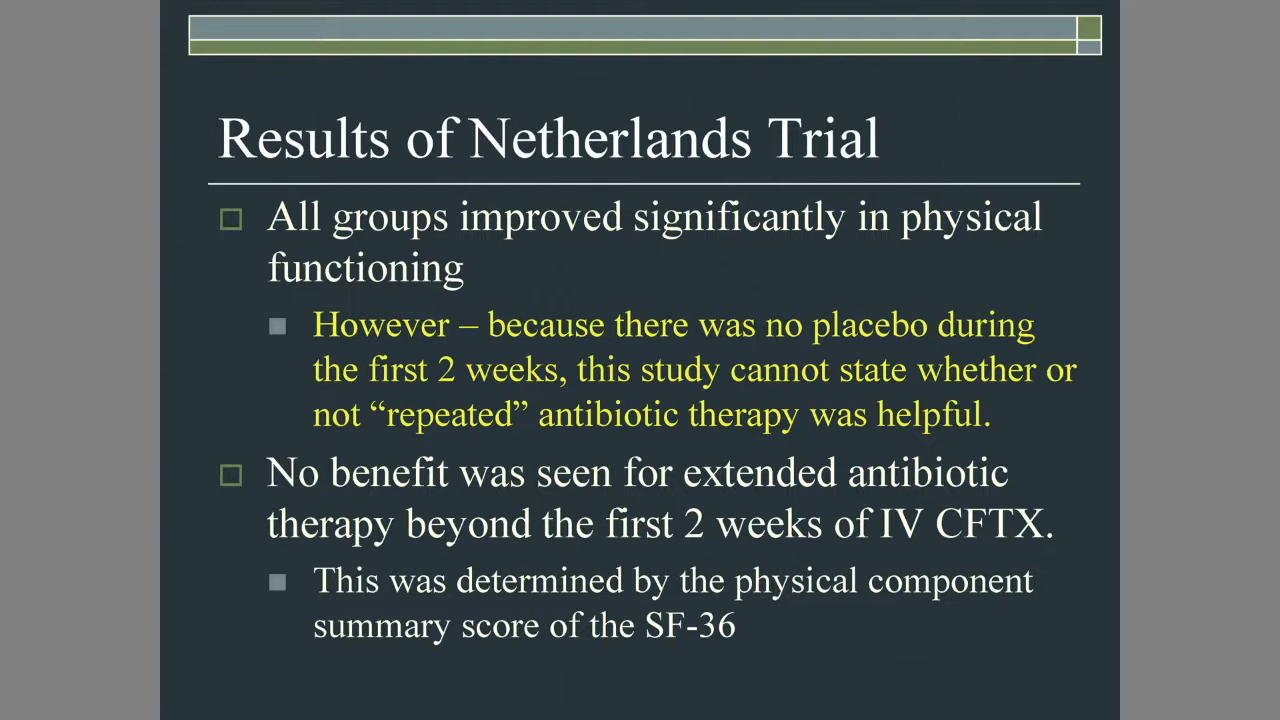 Results of Netherlands Trial
All groups improved significantly in physical
functioning
However – because there was no placebo during
the first 2 weeks, this study cannot state whether or
not “repeated” antibiotic therapy was helpful.
No benefit was seen for extended antibiotic
therapy beyond the first 2 weeks of IV CFTX.
This was determined by the physical component
summary score of the SF-36